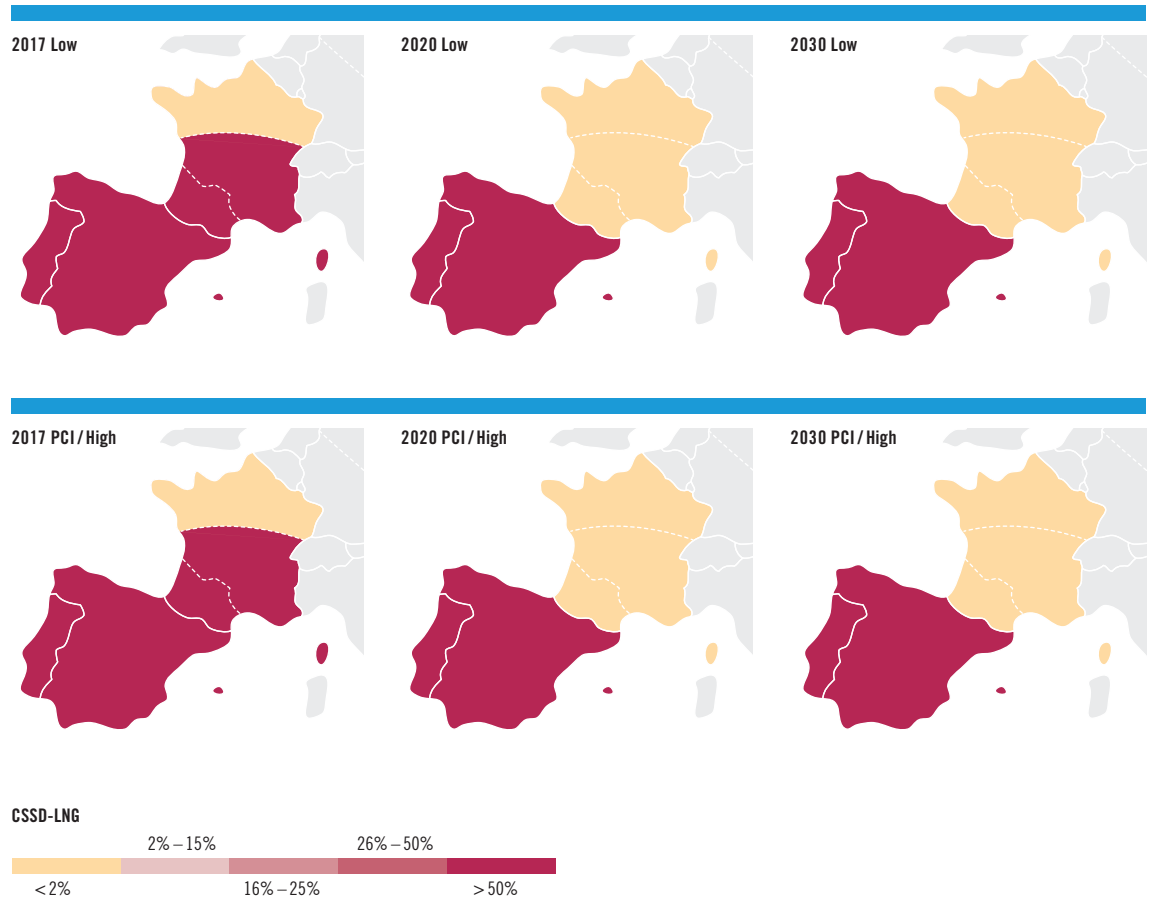 2017 Low
2020 Low
2030 Low
2017 PCI / High
2020 PCI / High
2030 PCI / High
CSSD-LNG
2% – 15%
26% – 50%
< 2%
16% – 25%
> 50%